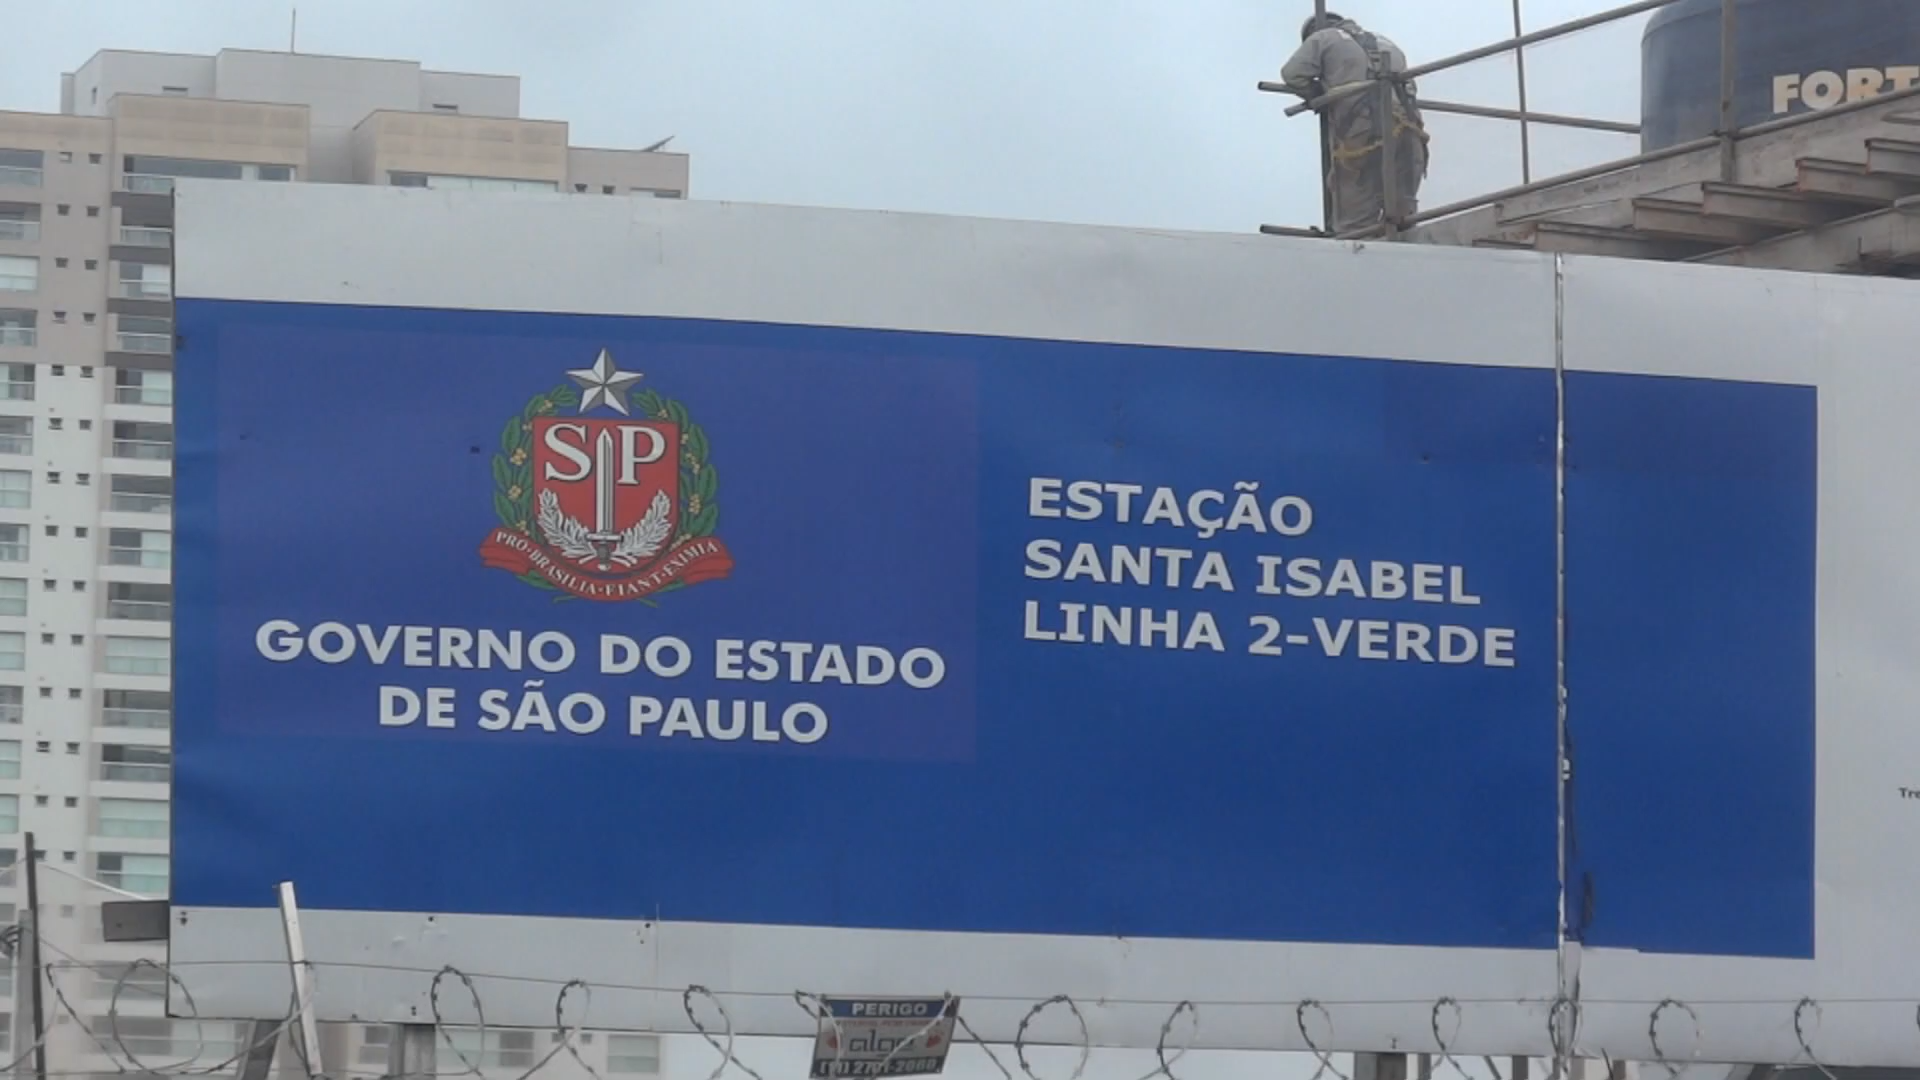 FORT
SP
PRO·BRASILIA·FIANT·EXIMIA
GOVERNO DO ESTADO
DE SÃO PAULO
ESTAÇÃO
SANTA ISABEL
LINHA 2-VERDE
Tre
PERIGO